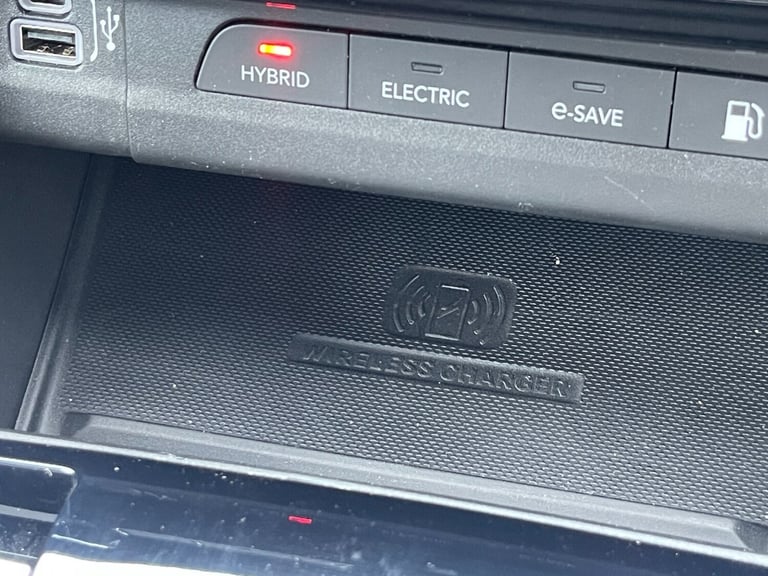 HYBRID
ELECTRIC
e-SAVE
WIRELESS CHARGER